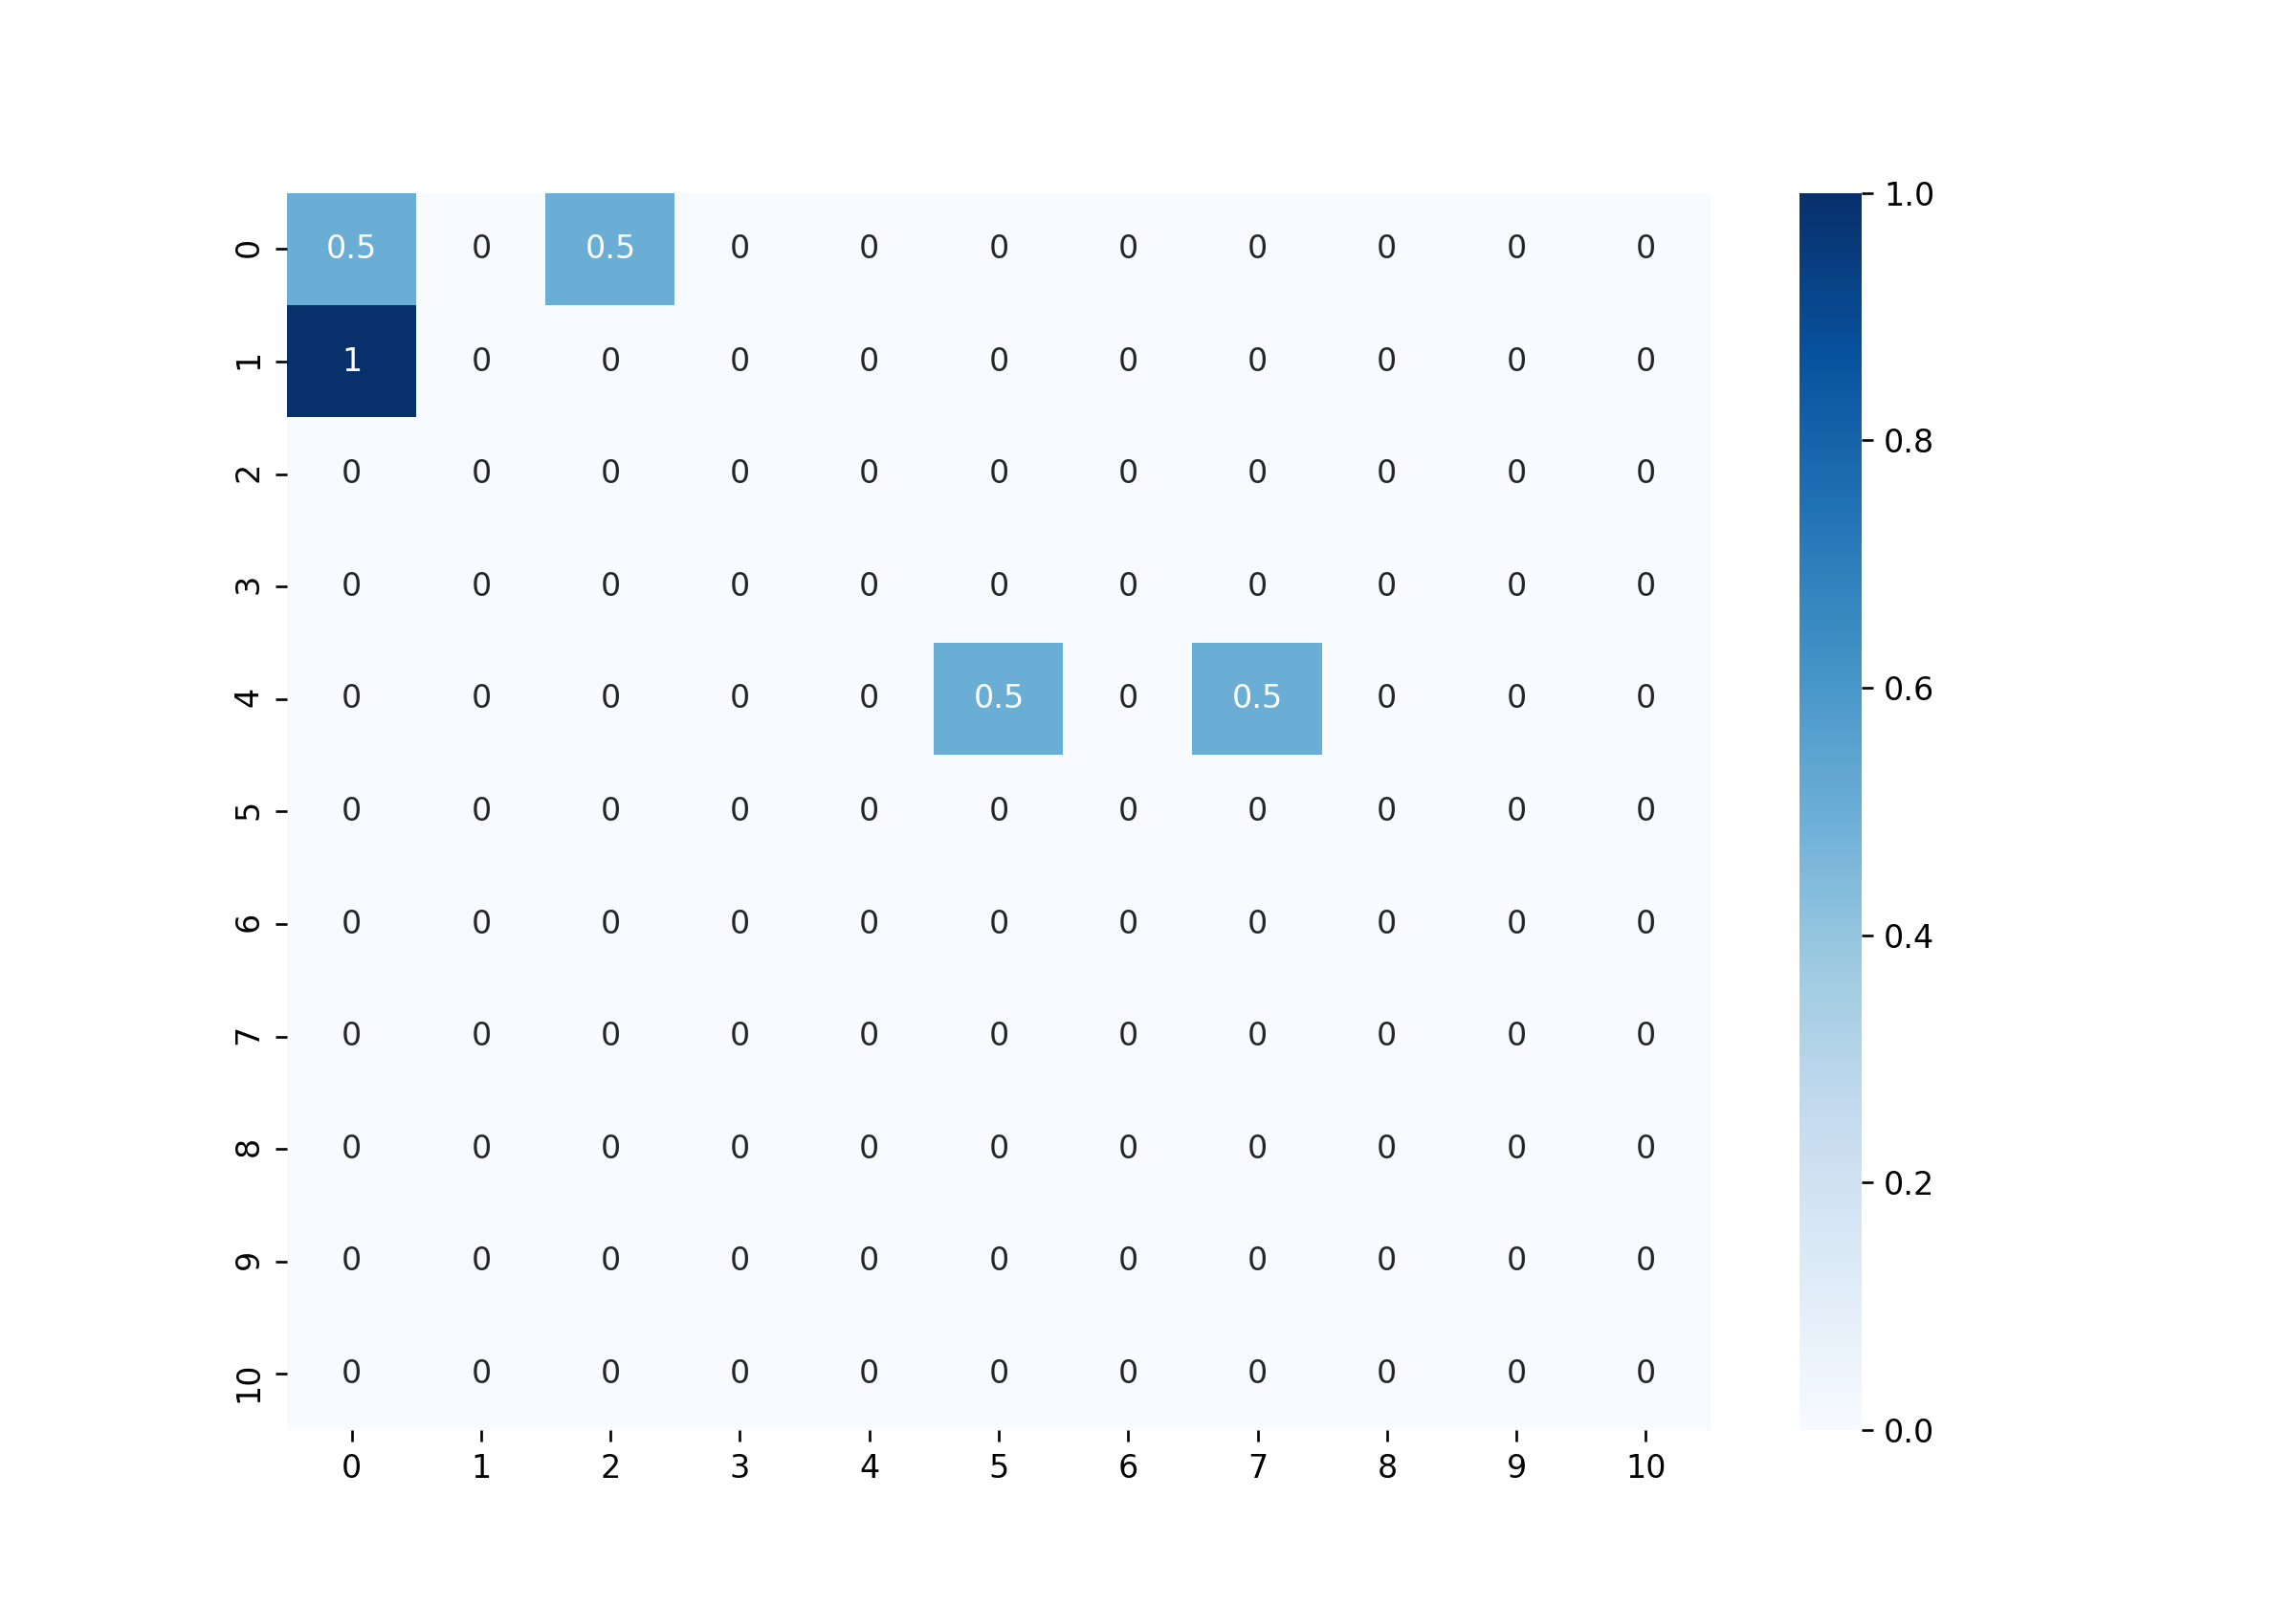 0 0.5 0 0.5 0 0 0 0 0 0 0 0
1 1 0 0 0 0 0 0 0 0 0 0
2 0 0 0 0 0 0 0 0 0 0 0
3 0 0 0 0 0 0 0 0 0 0 0
4 0 0 0 0 0 0.5 0 0.5 0 0 0
5 0 0 0 0 0 0 0 0 0 0 0
6 0 0 0 0 0 0 0 0 0 0 0
7 0 0 0 0 0 0 0 0 0 0 0
8 0 0 0 0 0 0 0 0 0 0 0
9 0 0 0 0 0 0 0 0 0 0 0
10 0 0 0 0 0 0 0 0 0 0 0
0 1 2 3 4 5 6 7 8 9 10
1.0
0.8
0.6
0.4
0.2
0.0